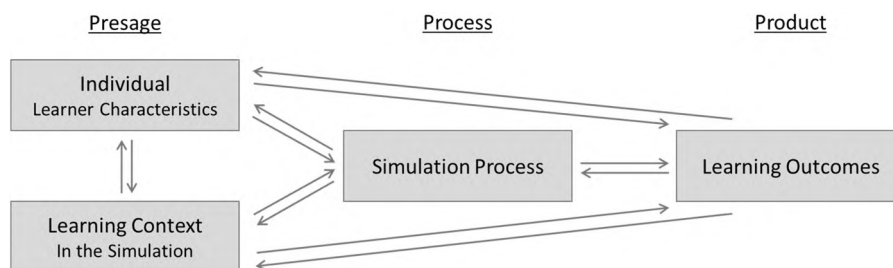 Presage
Process
Product
Individual
Learner Characteristics
Simulation Process
Learning Outcomes
Learning Context
In the Simulation